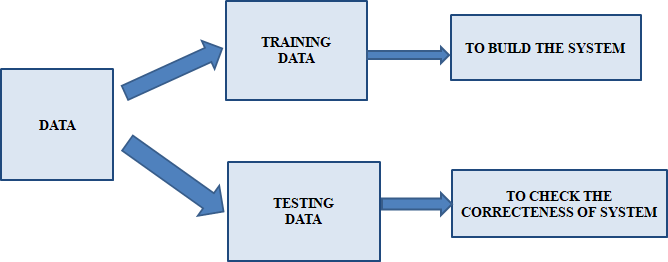 TRAINING
DATA
TO BUILD THE SYSTEM
DATA
TESTING
DATA
TO CHECK THE
CORRECTENESS OF SYSTEM